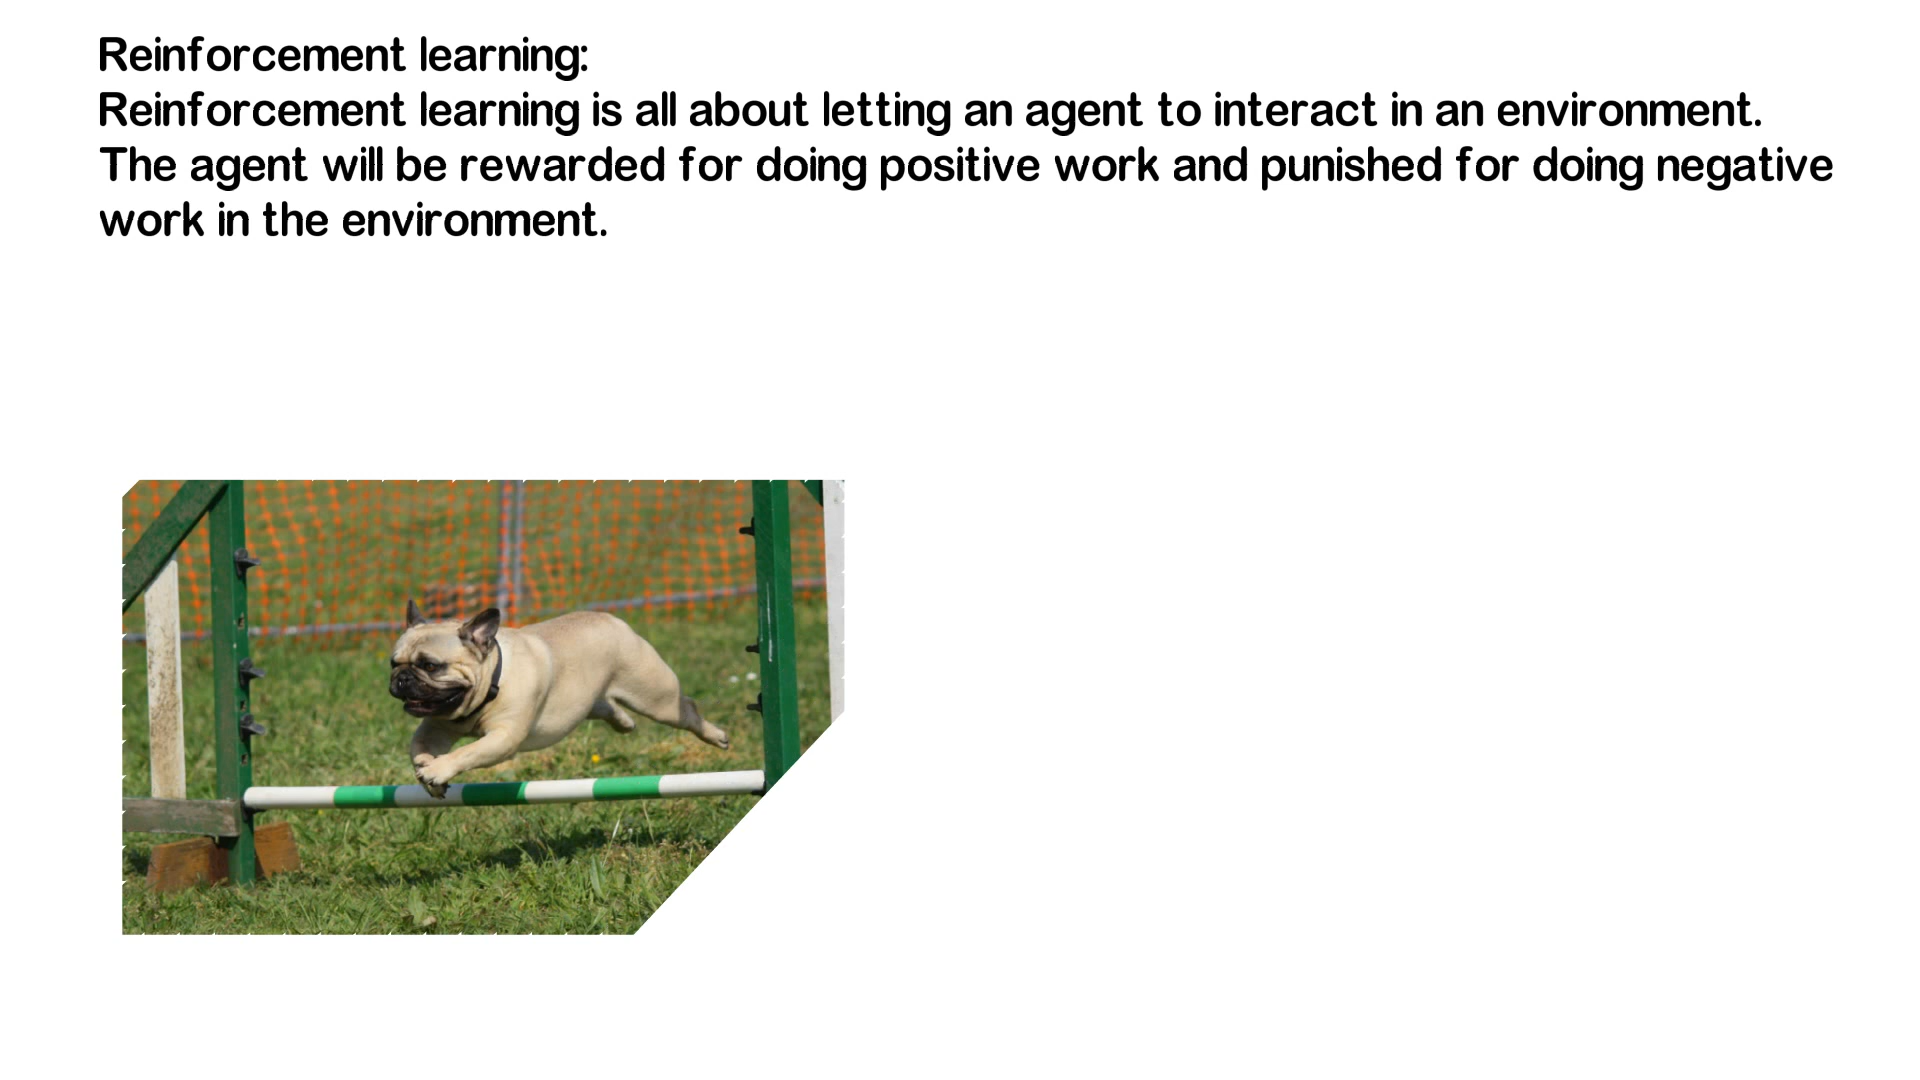 Reinforcement learning:
Reinforcement learning is all about letting an agent to interact in an environment.
The agent will be rewarded for doing positive work and punished for doing negative
work in the environment.